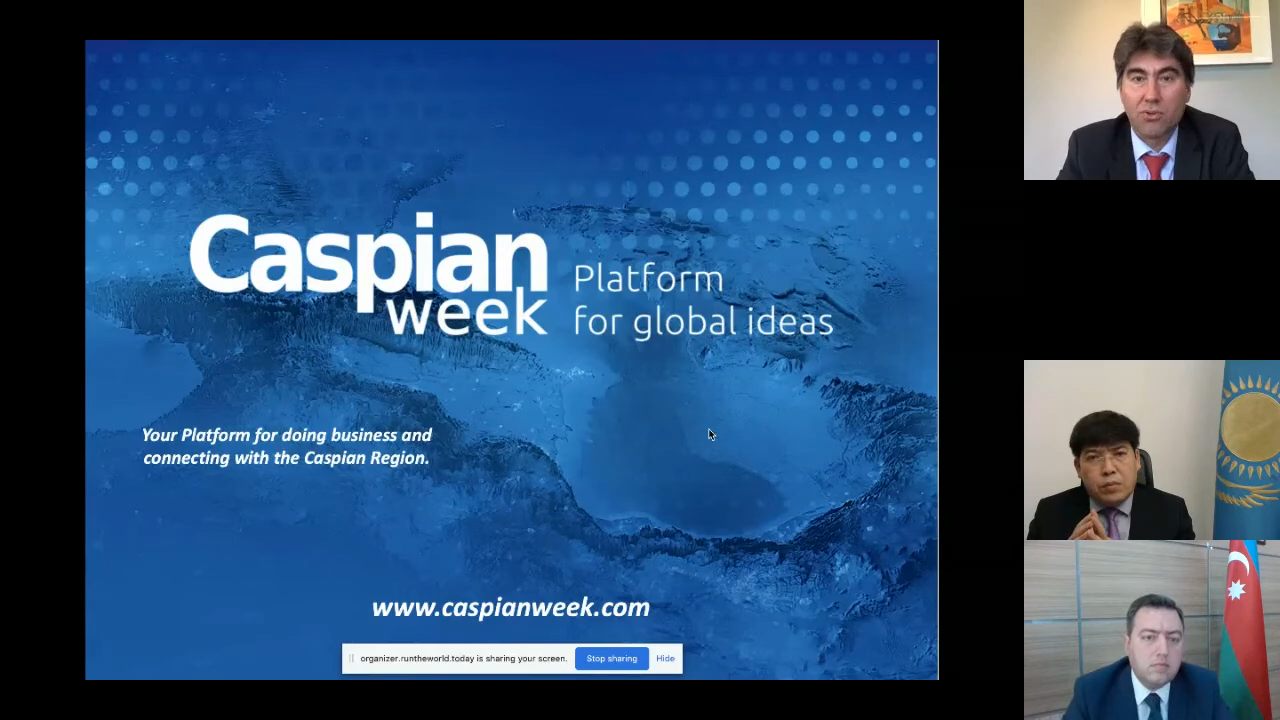 Caspian
week
Platform
for global ideas
Your Platform for doing business and
connecting with the Caspian Region.
www.caspianweek.com
organizer.runtheworld.today is sharing your screen.
Stop sharing
Hide